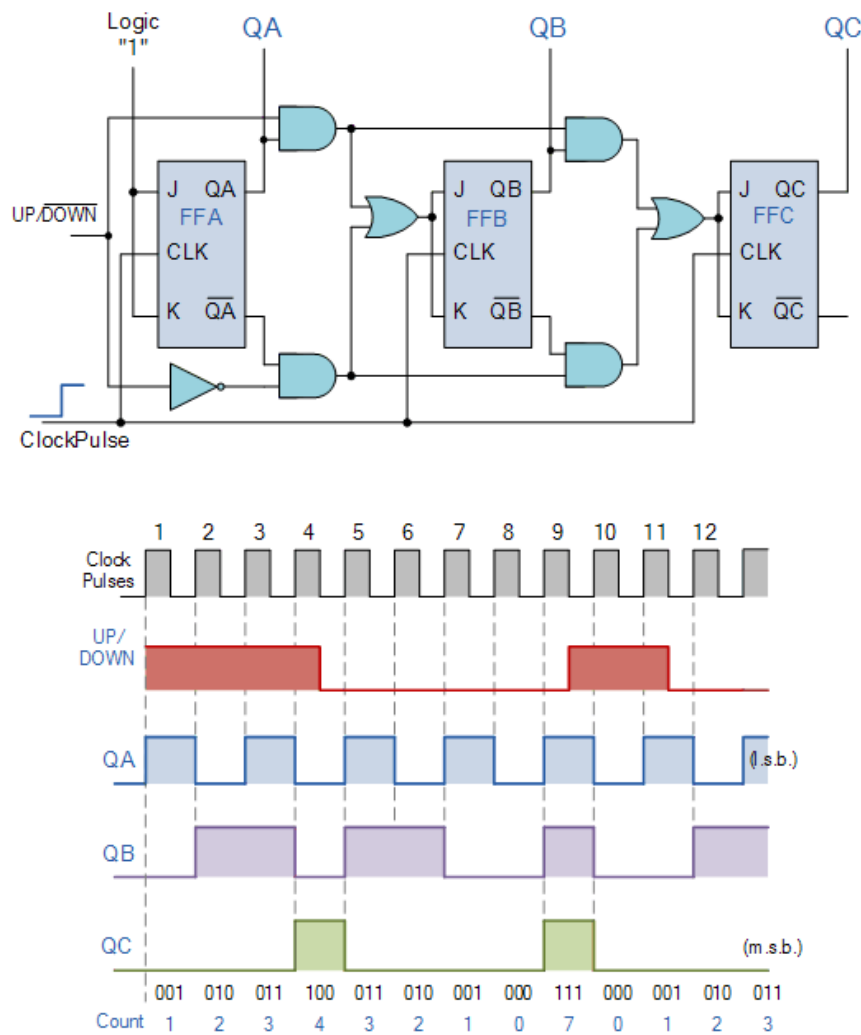 Logic
"1"
QA
QB
QC
J QA
FFA
CLK
K QA
J QB
FFB
CLK
K QB
J QC
FFC
CLK
K QC
UP/DOWN
ClockPulse
1 2 3 4 5 6 7 8 9 10 11 12
Clock
Pulses
UP/
DOWN
QA
(l.s.b.)
QB
QC
(m.s.b.)
001 010 011 100 011 010 001 000 111 000 001 010 011
Count 1 2 3 4 3 2 1 0 7 0 1 2 3